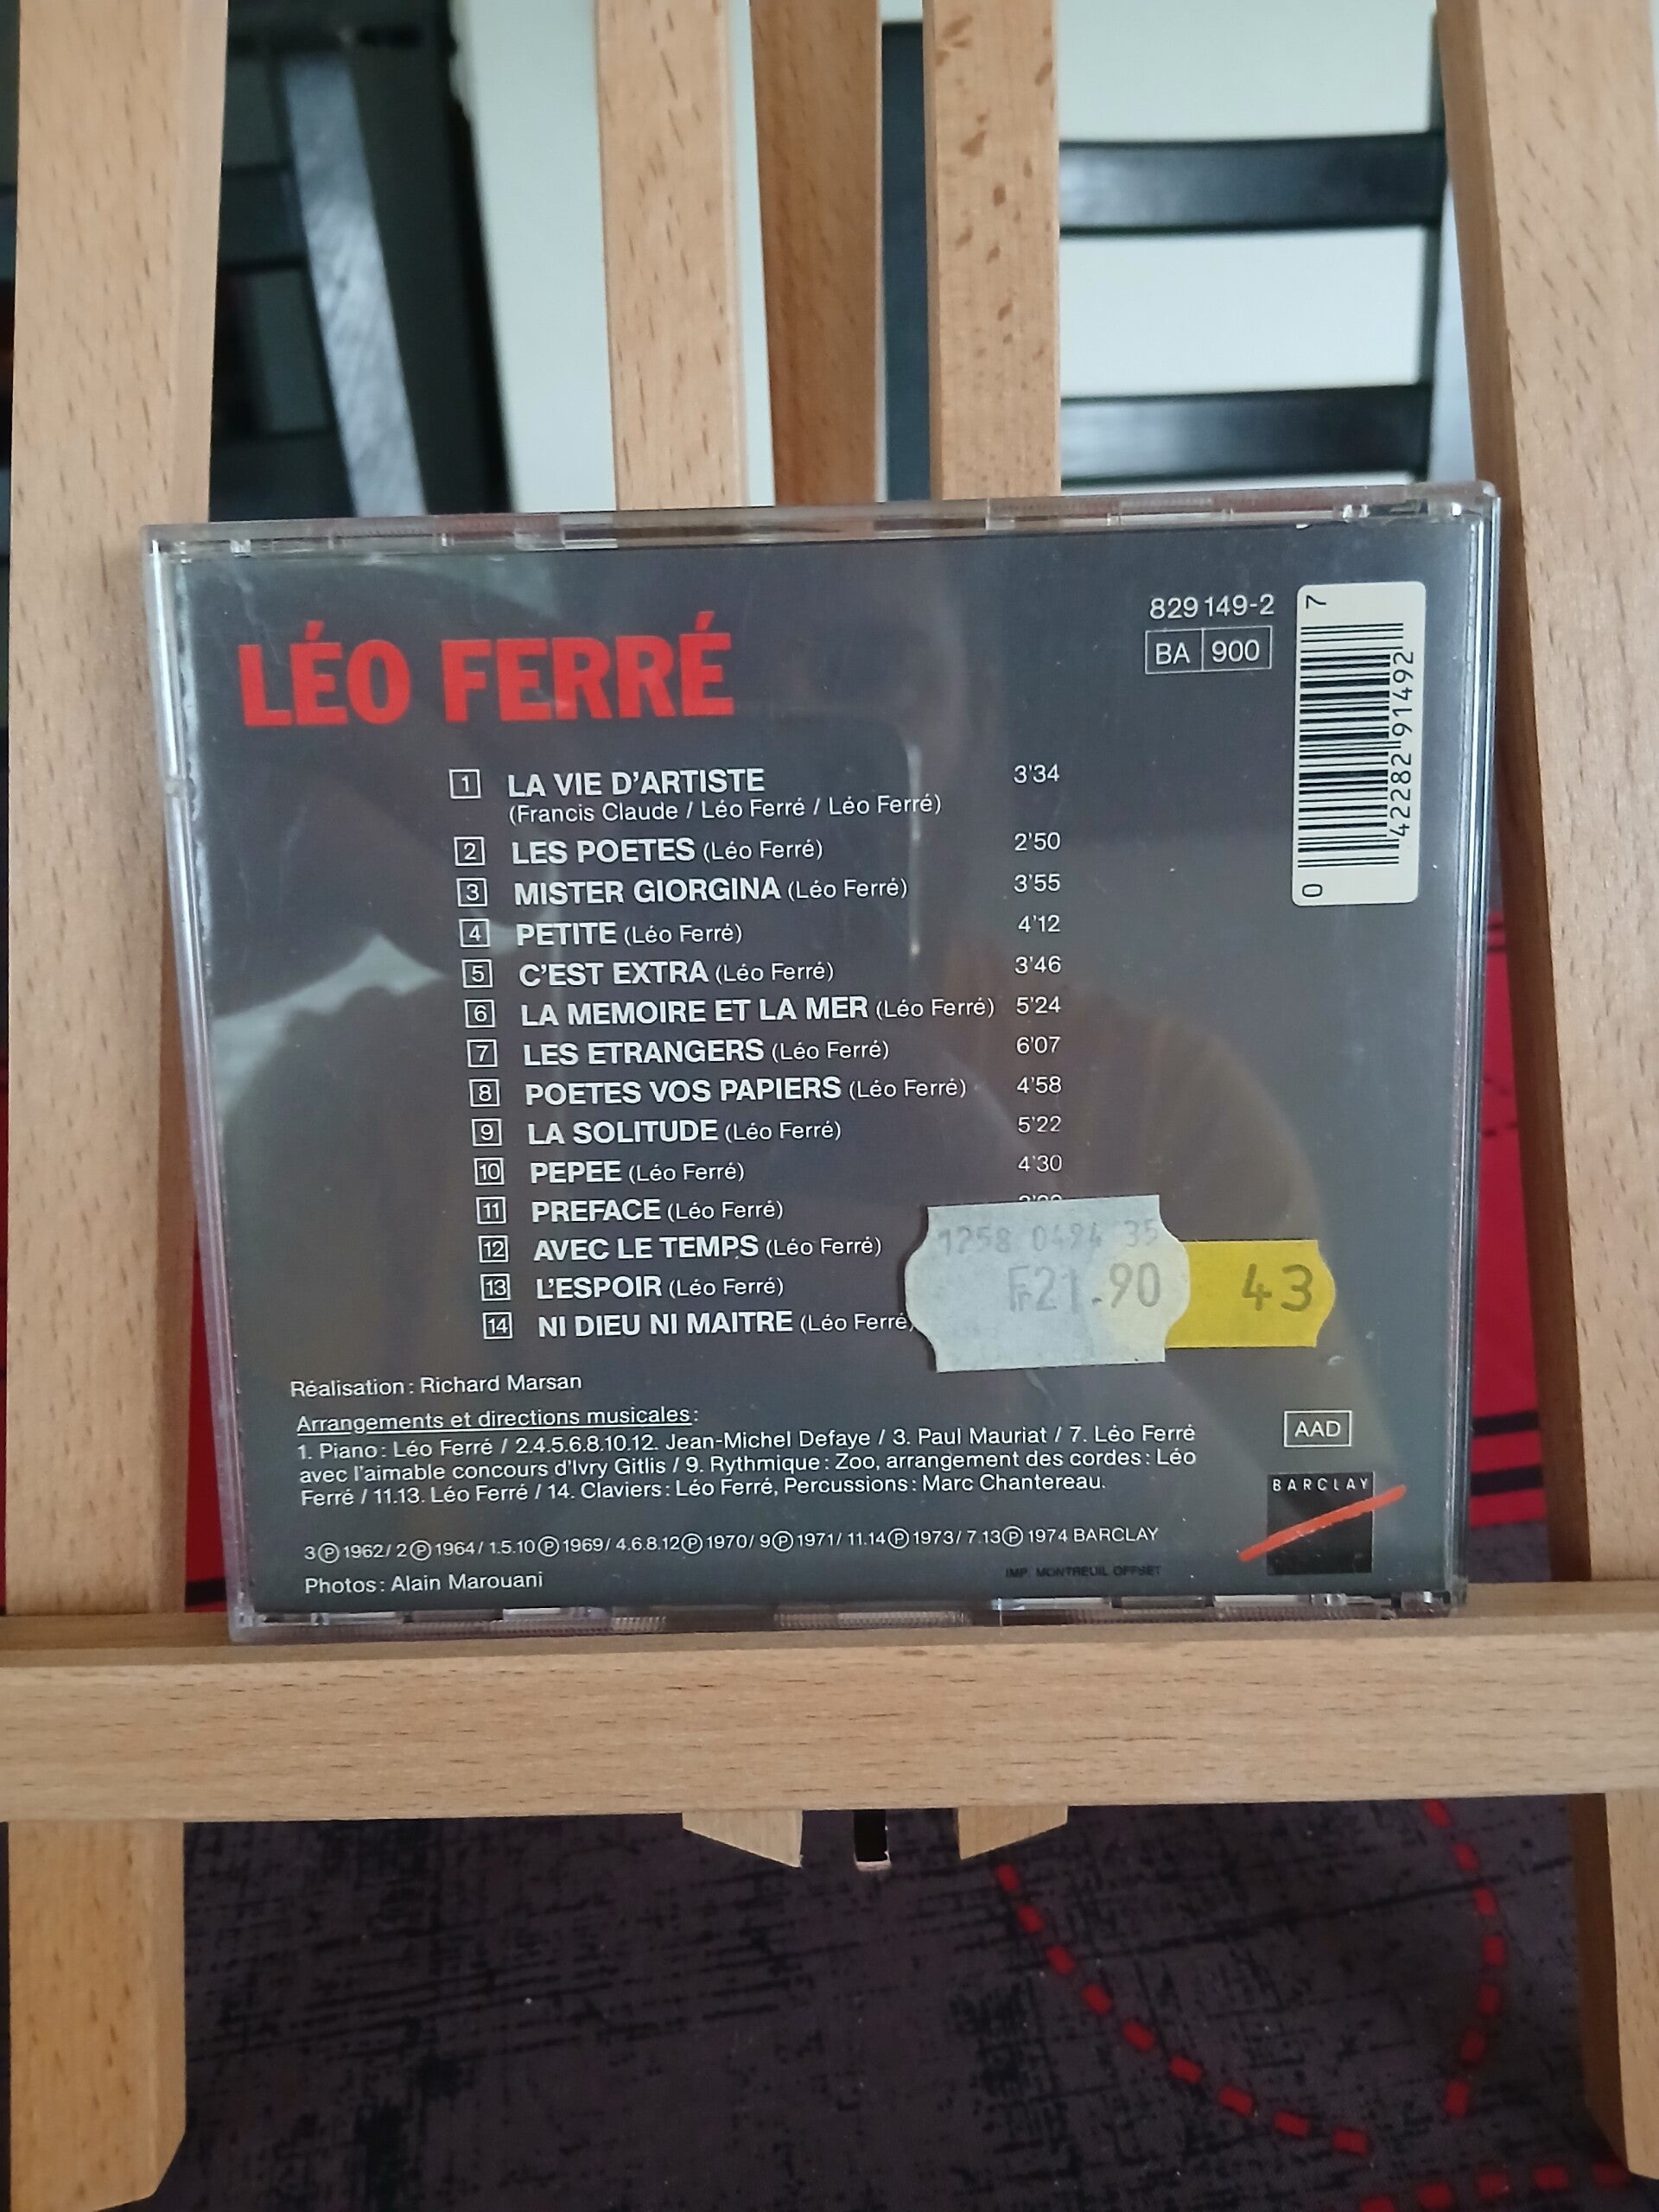 LÉO FERRÉ
829 149-2
BA 900
7
42282 91492
0
1 LA VIE D'ARTISTE 3'34
(Francis Claude / Léo Ferré / Léo Ferré)
2 LES POETES (Léo Ferré) 2'50
3 MISTER GIORGINA (Léo Ferré) 3'55
4 PETITE (Léo Ferré) 4'12
5 C'EST EXTRA (Léo Ferré) 3'46
6 LA MEMOIRE ET LA MER (Léo Ferré) 5'24
7 LES ETRANGERS (Léo Ferré) 6'07
8 POETES VOS PAPIERS (Léo Ferré) 4'58
9 LA SOLITUDE (Léo Ferré) 5'22
10 PEPEE (Léo Ferré) 4'30
11 PREFACE (Léo Ferré)
12 AVEC LE TEMPS (Léo Ferré)
13 L'ESPOIR (Léo Ferré)
14 NI DIEU NI MAITRE (Léo Ferré)
1258 0494 35
F21.90
43
Réalisation : Richard Marsan
Arrangements et directions musicales :
1. Piano : Léo Ferré / 2.4.5.6.8.10.12. Jean-Michel Defaye / 3. Paul Mauriat / 7. Léo Ferré
avec l'aimable concours d'Ivry Gitlis / 9. Rythmique : Zoo, arrangement des cordes : Léo
Ferré / 11.13. Léo Ferré / 14. Claviers : Léo Ferré, Percussions : Marc Chantereau.
AAD
BARCLAY
3 Ⓟ 1962 / 2 Ⓟ 1964 / 1.5.10 Ⓟ 1969 / 4.6.8.12 Ⓟ 1970 / 9 Ⓟ 1971 / 11.14 Ⓟ 1973 / 7.13 Ⓟ 1974 BARCLAY
Photos : Alain Marouani
IMP. MONTREUIL OFFSET